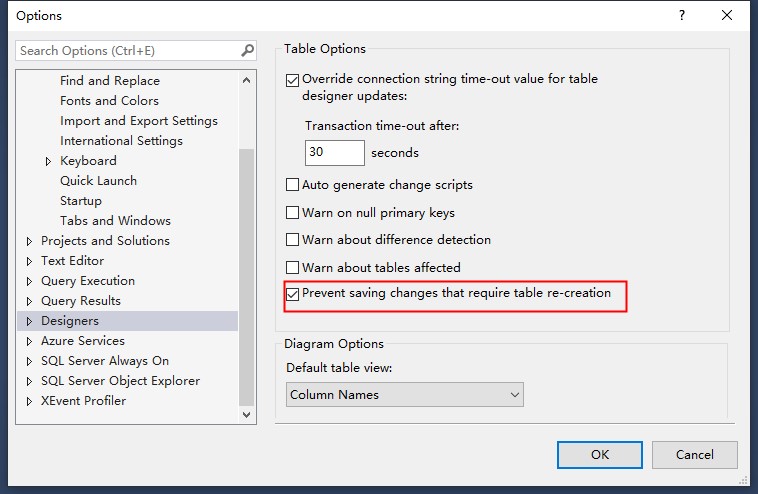 Options
?
Search Options (Ctrl+E)
Find and Replace
Fonts and Colors
Import and Export Settings
International Settings
Keyboard
Quick Launch
Startup
Tabs and Windows
Projects and Solutions
Text Editor
Query Execution
Query Results
Designers
Azure Services
SQL Server Always On
SQL Server Object Explorer
XEvent Profiler
Table Options
Override connection string time-out value for table
designer updates:
Transaction time-out after:
30 seconds
Auto generate change scripts
Warn on null primary keys
Warn about difference detection
Warn about tables affected
Prevent saving changes that require table re-creation
Diagram Options
Default table view:
Column Names
OK
Cancel